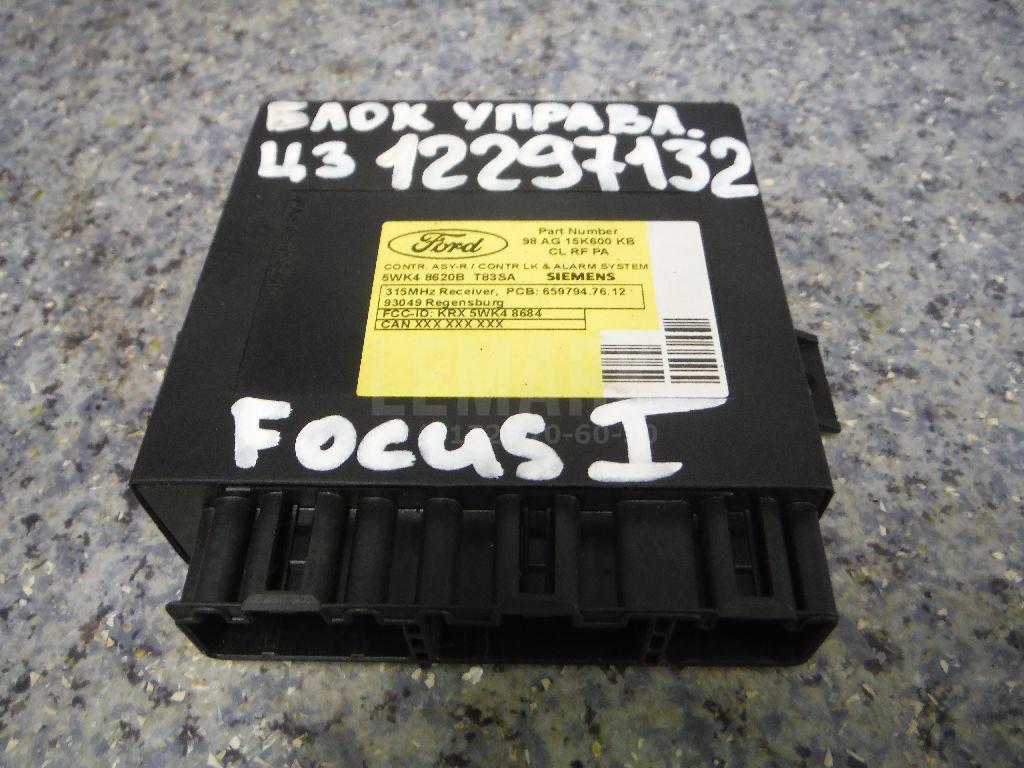 БЛОК УПРАВЛ.
ЦЗ 12297132
Ford
Part Number
98 AG 15K600 KB
CL RF PA
CONTR. ASY-R / CONTR LK & ALARM SYSTEM
5WK4 8620B T83SA SIEMENS
315MHz Receiver, PCB: 659794.76.12
93049 Regensburg
FCC-ID: KRX 5WK4 8684
CAN XXX XXX XXX
FOCUS I